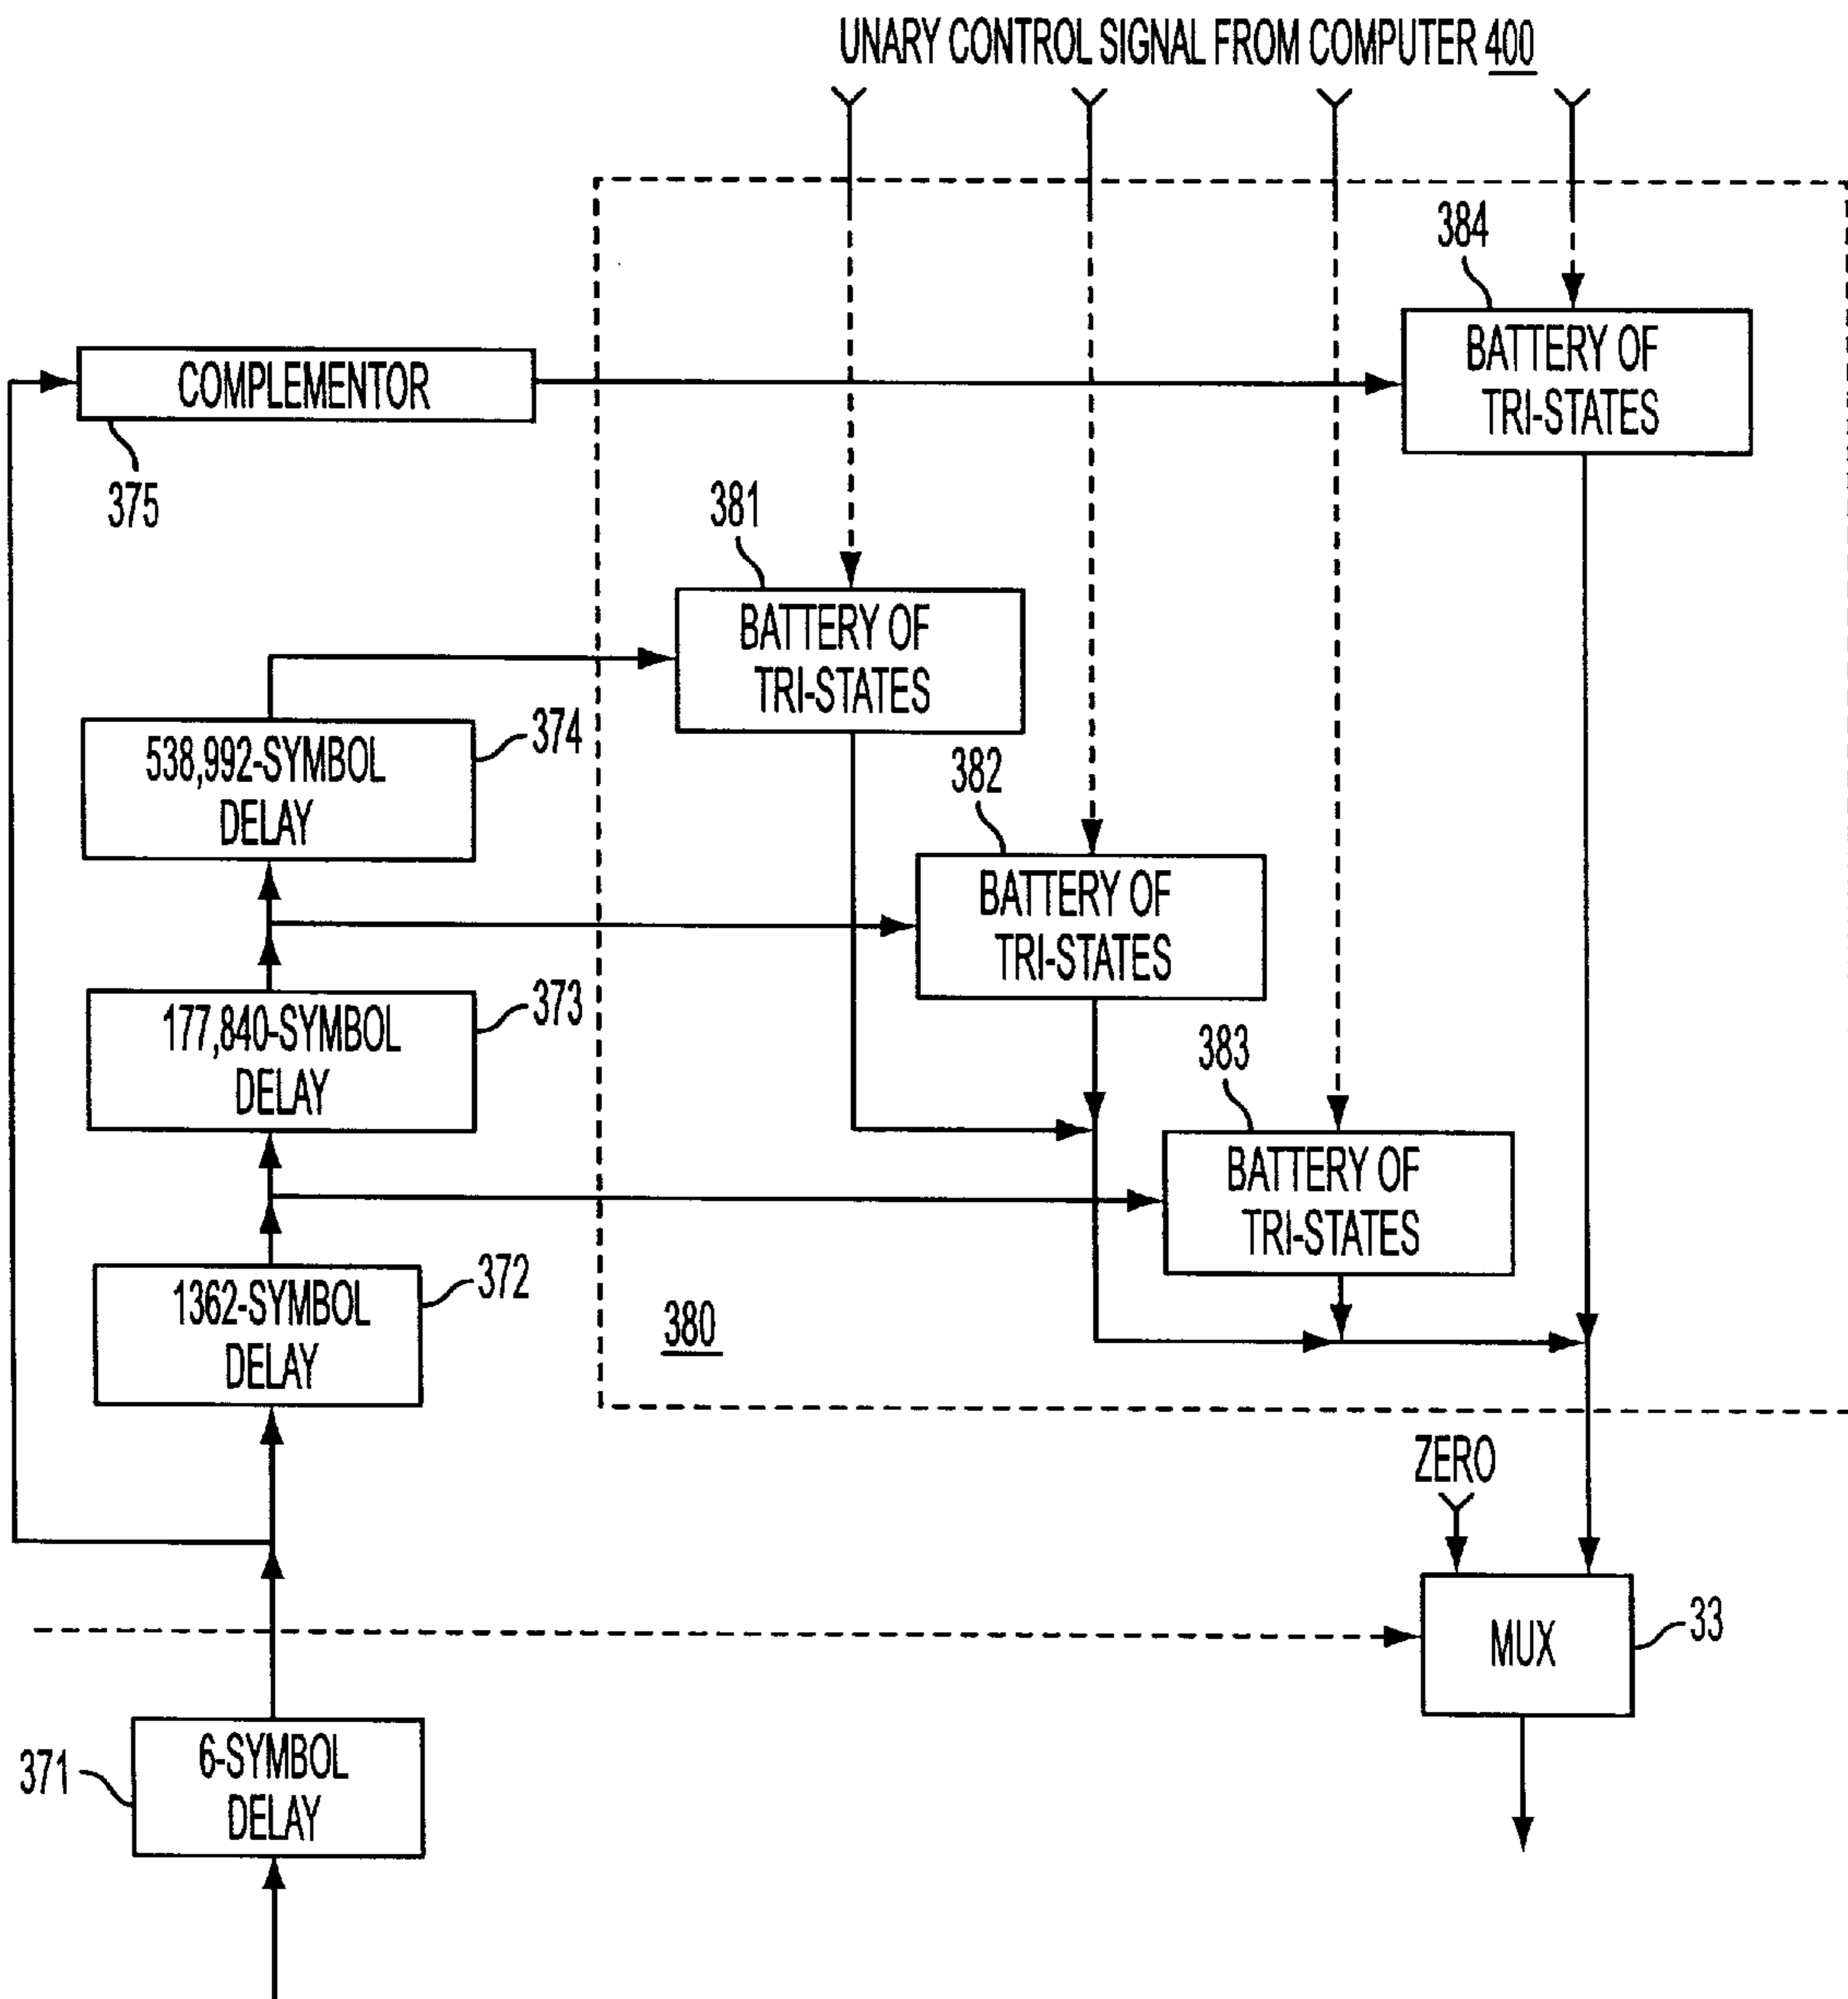 UNARY CONTROL SIGNAL FROM COMPUTER 400
384
BATTERY OF
TRI-STATES
COMPLEMENTOR
375
381
BATTERY OF
TRI-STATES
374
538,992-SYMBOL
DELAY
382
BATTERY OF
TRI-STATES
373
177,840-SYMBOL
DELAY
383
BATTERY OF
TRI-STATES
372
1362-SYMBOL
DELAY
380
ZERO
33
MUX
371
6-SYMBOL
DELAY